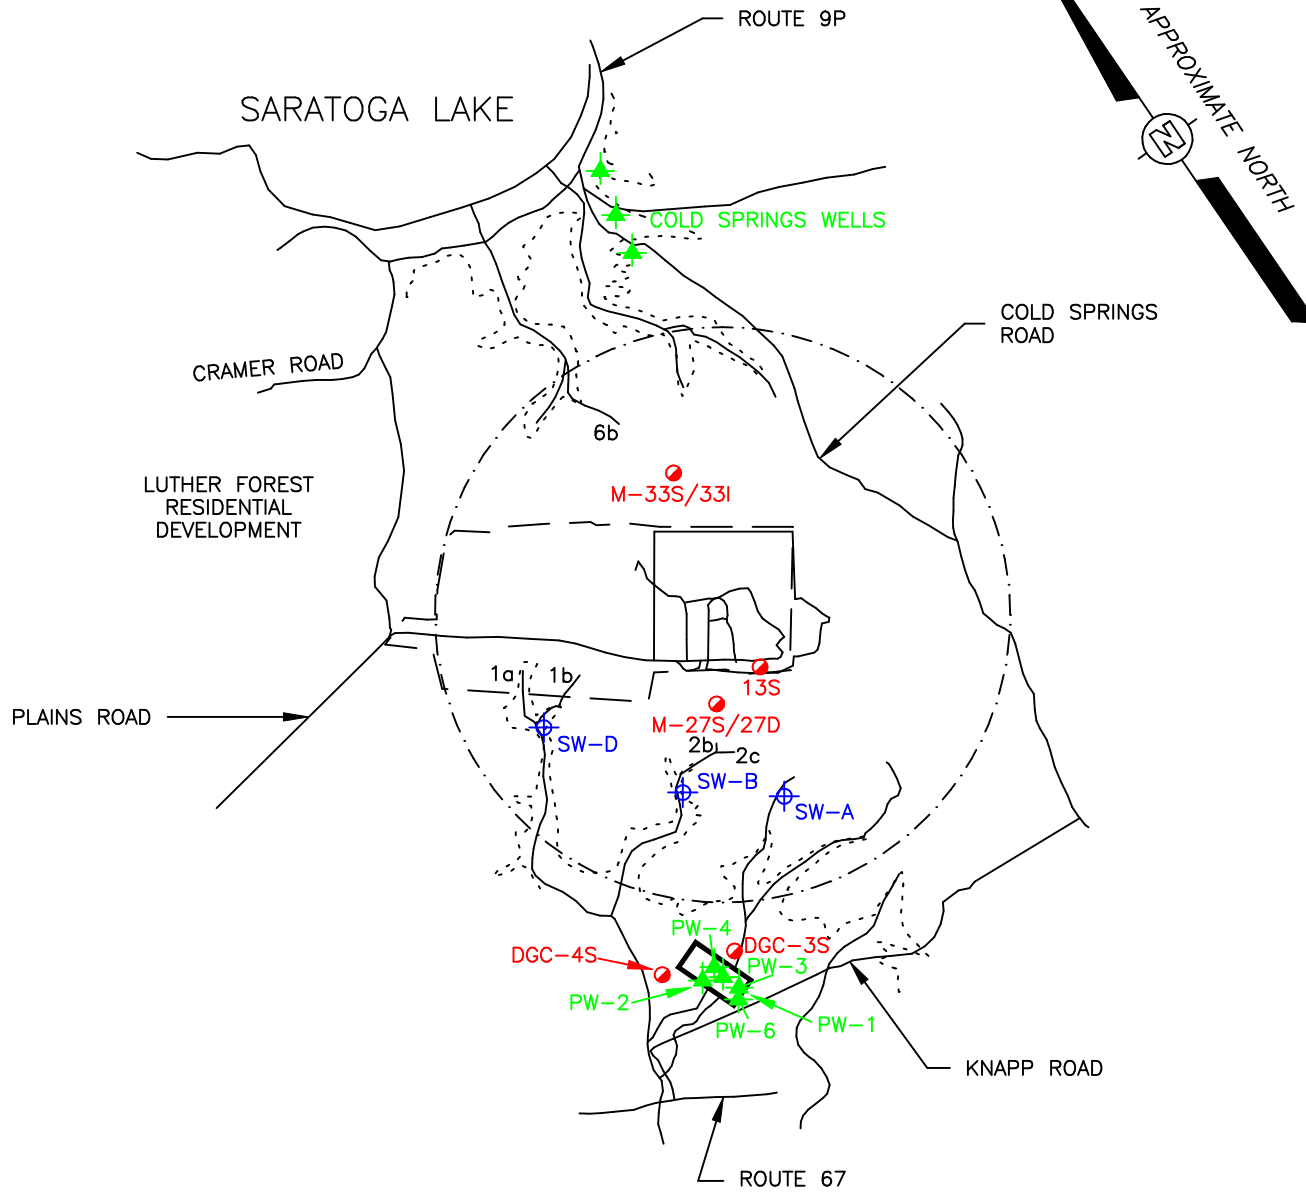 ROUTE 9P
APPROXIMATE NORTH
N
SARATOGA LAKE
COLD SPRINGS WELLS
COLD SPRINGS
ROAD
CRAMER ROAD
6b
LUTHER FOREST
RESIDENTIAL
DEVELOPMENT
M-33S/33I
1a
1b
13S
PLAINS ROAD
M-27S/27D
SW-D
2b
2c
SW-B
SW-A
PW-4
DGC-3S
DGC-4S
PW-3
PW-2
PW-6
PW-1
KNAPP ROAD
ROUTE 67